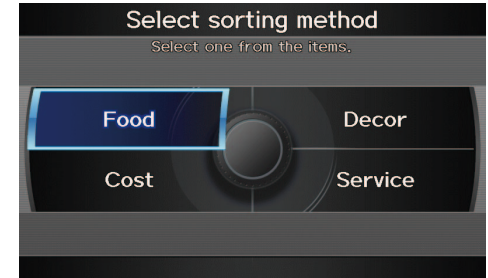 Select sorting method
Select one from the items.
Food
Decor
Cost
Service